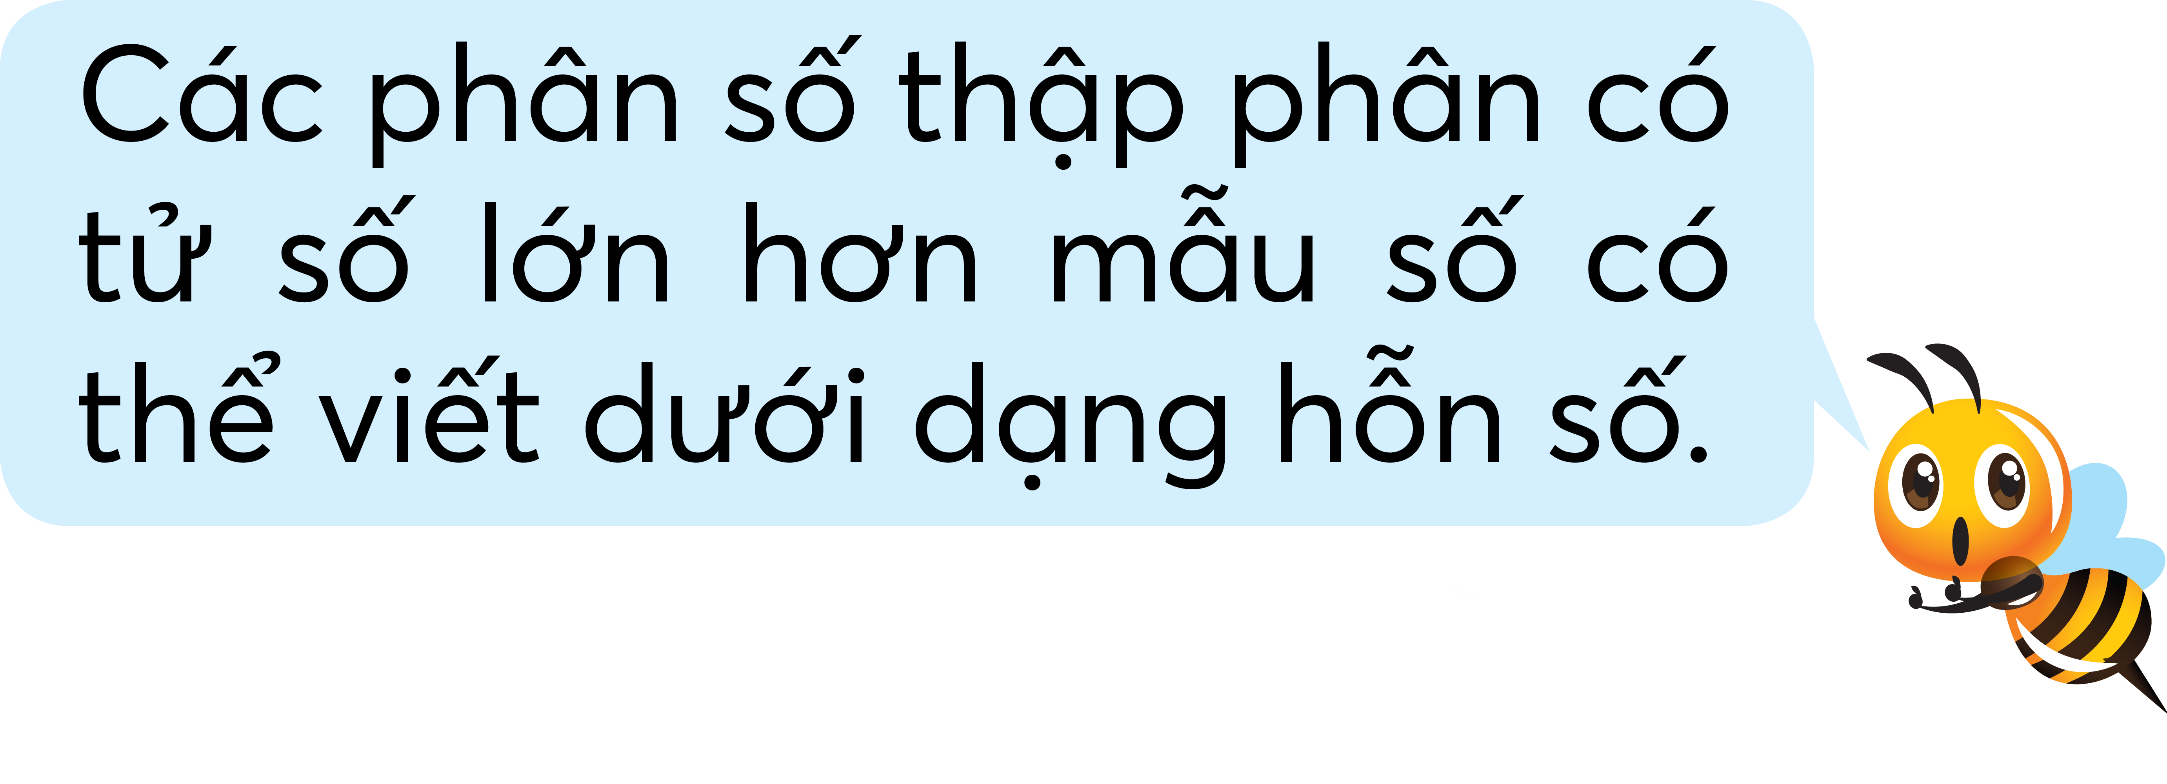 Các phân số thập phân có
tử số lớn hơn mẫu số có
thể viết dưới dạng hỗn số.